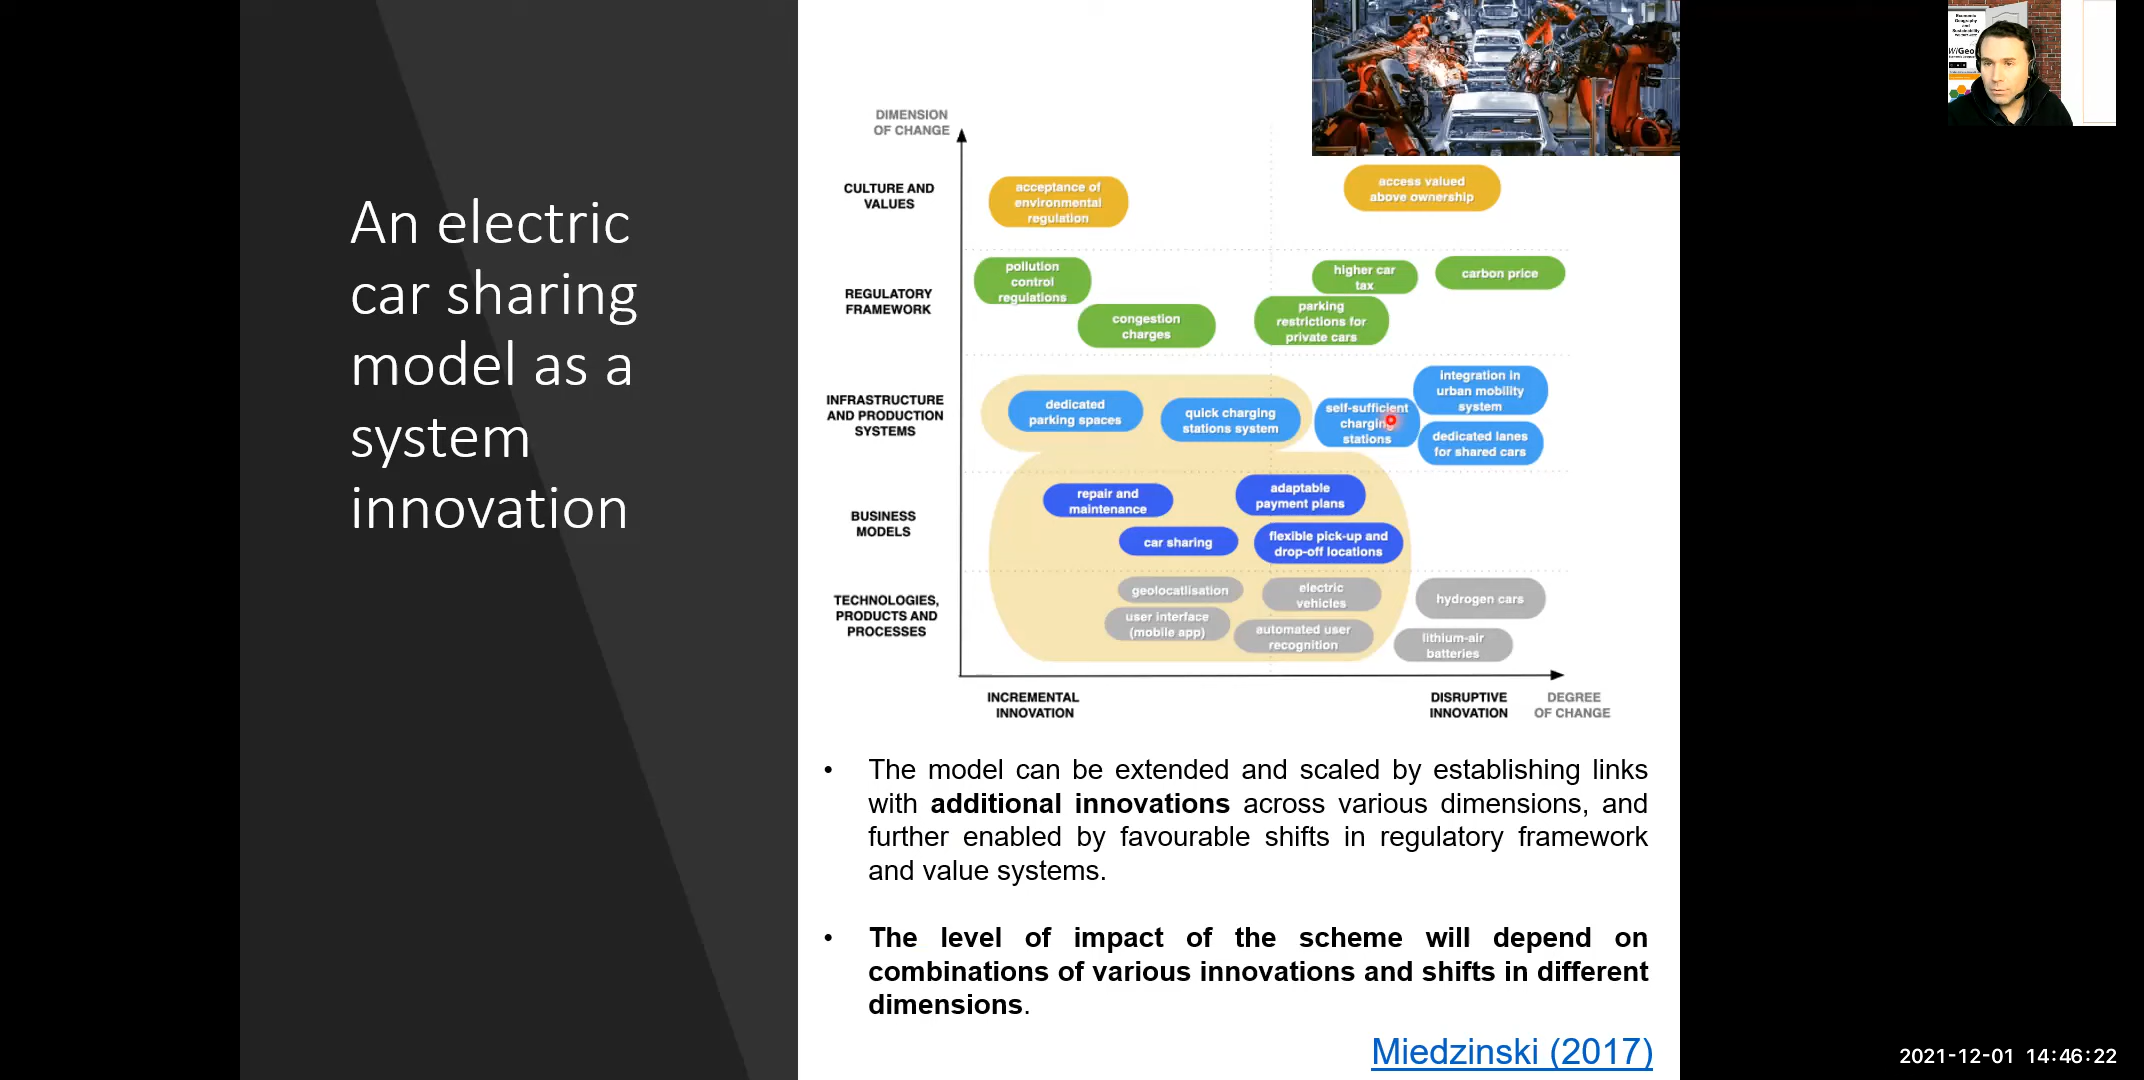 An electric
car sharing
model as a
system
innovation
DIMENSION
OF CHANGE
CULTURE AND
VALUES
acceptance of
environmental
regulation
access valued
above ownership
REGULATORY
FRAMEWORK
pollution
control
regulations
congestion
charges
higher car
tax
parking
restrictions for
private cars
carbon price
INFRASTRUCTURE
AND PRODUCTION
SYSTEMS
dedicated
parking spaces
quick charging
stations system
self-sufficient
charging
stations
integration in
urban mobility
system
dedicated lanes
for shared cars
BUSINESS
MODELS
repair and
maintenance
car sharing
adaptable
payment plans
flexible pick-up and
drop-off locations
TECHNOLOGIES,
PRODUCTS AND
PROCESSES
geolocatlisation
user interface
(mobile app)
electric
vehicles
automated user
recognition
hydrogen cars
lithium-air
batteries
INCREMENTAL
INNOVATION
DISRUPTIVE
INNOVATION
DEGREE
OF CHANGE
• The model can be extended and scaled by establishing links
with additional innovations across various dimensions, and
further enabled by favourable shifts in regulatory framework
and value systems.
• The level of impact of the scheme will depend on
combinations of various innovations and shifts in different
dimensions.
Miedzinski (2017)
Economic
Geography
and
Sustainability
WiGeo
2021-12-01 14:46:22